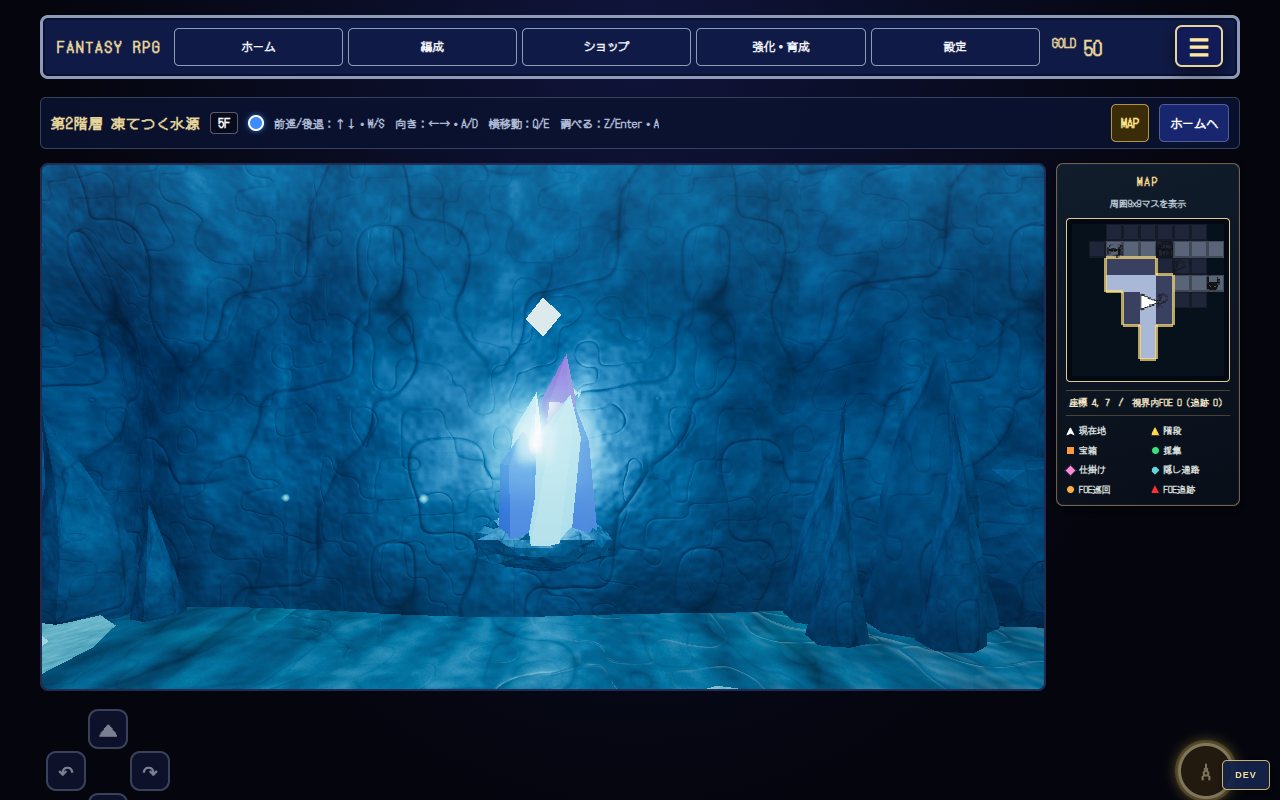 FANTASY RPG
ホーム
編成
ショップ
強化・育成
設定
GOLD 50
第2階層 凍てつく水源
5F
前進/後退：↑↓・W/S 向き：←→・A/D 横移動：Q/E 調べる：Z/Enter・A
MAP
ホームへ
MAP
周囲9x9マスを表示
座標 4, 7 / 視界内FOE 0（追跡 0）
現在地
階段
宝箱
採集
仕掛け
隠し通路
FOE巡回
FOE追跡
A
DEV